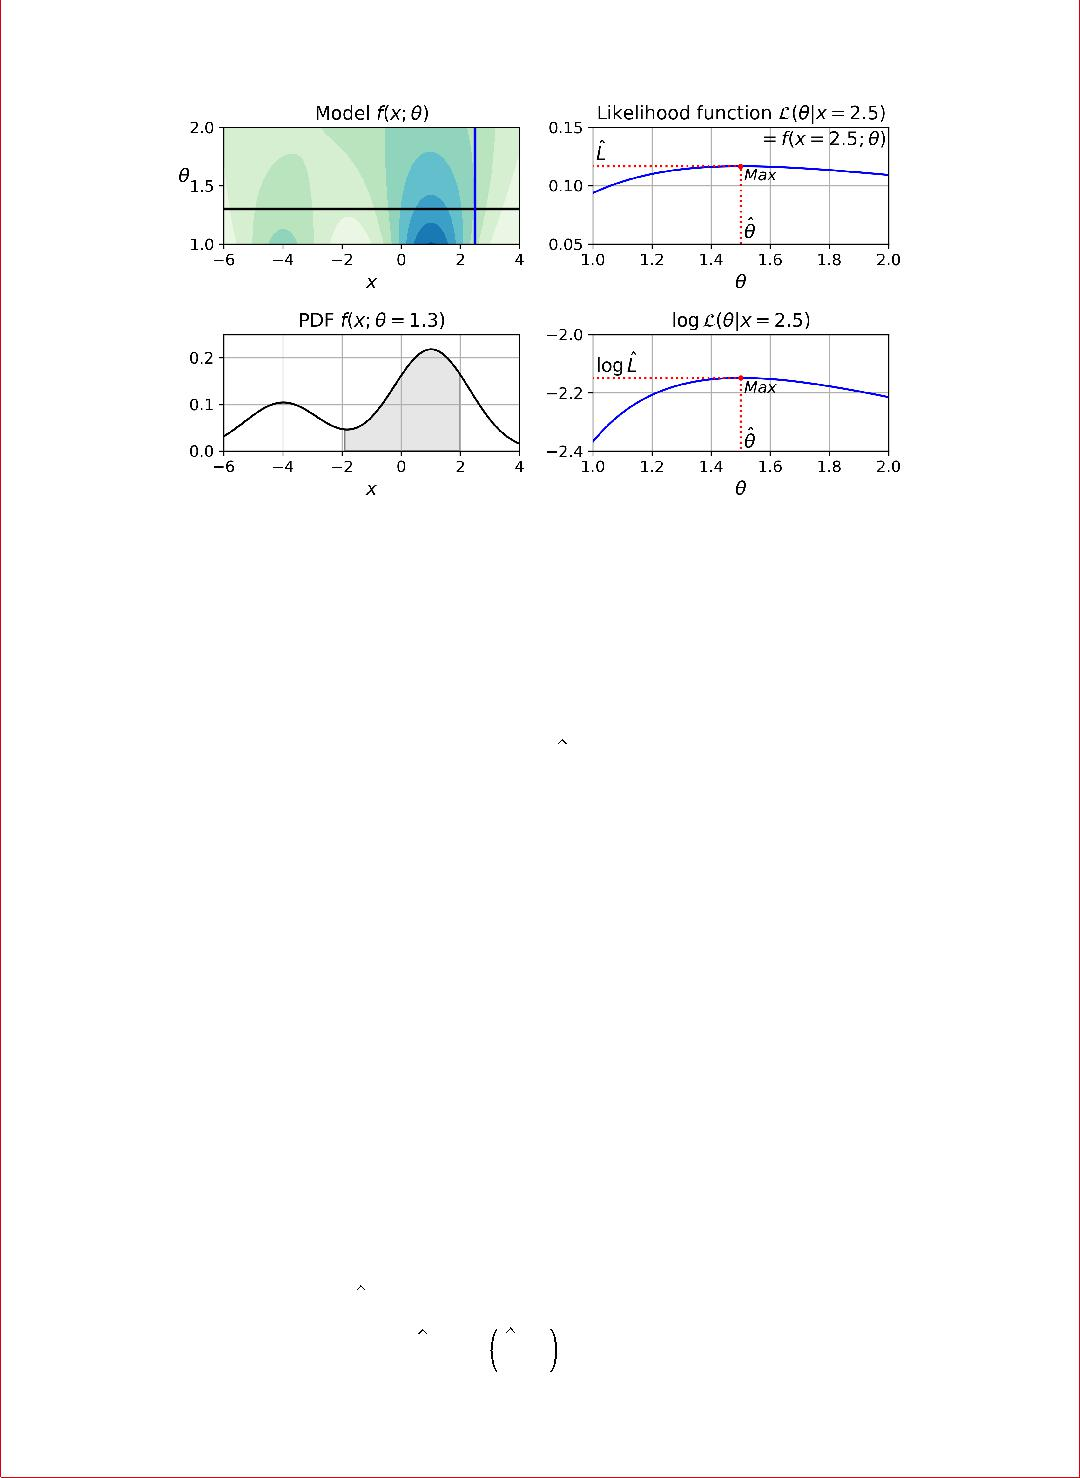 Model f(x; θ)
2.0
1.5
1.0
θ
−6 −4 −2 0 2 4
x
Likelihood function ℒ(θ|x = 2.5)
= f(x = 2.5; θ)
0.15
0.10
0.05
L̂
Max
θ̂
1.0 1.2 1.4 1.6 1.8 2.0
θ
PDF f(x; θ = 1.3)
0.2
0.1
0.0
−6 −4 −2 0 2 4
x
log ℒ(θ|x = 2.5)
−2.0
−2.2
−2.4
log L̂
Max
θ̂
1.0 1.2 1.4 1.6 1.8 2.0
θ
^
^
^ ( ^ )